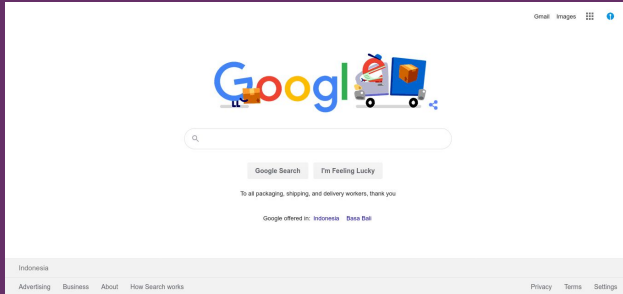 Gmail Images
Googl
Google Search I'm Feeling Lucky
To all packaging, shipping, and delivery workers, thank you
Google offered in: Indonesia Basa Bali
Indonesia
Advertising Business About How Search works Privacy Terms Settings